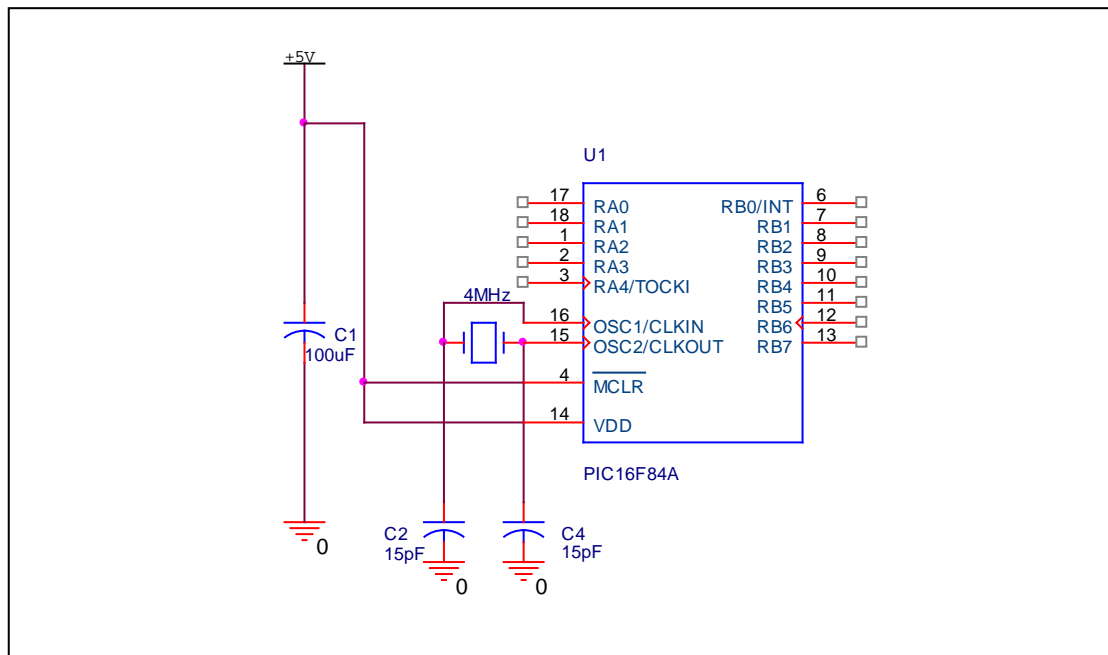 +5V
U1
17 RA0
18 RA1
1 RA2
2 RA3
3 RA4/TOCKI
16 OSC1/CLKIN
15 OSC2/CLKOUT
4 MCLR
14 VDD
RB0/INT 6
RB1 7
RB2 8
RB3 9
RB4 10
RB5 11
RB6 12
RB7 13
4MHz
C1
100uF
PIC16F84A
C2
15pF
C4
15pF
0
0
0